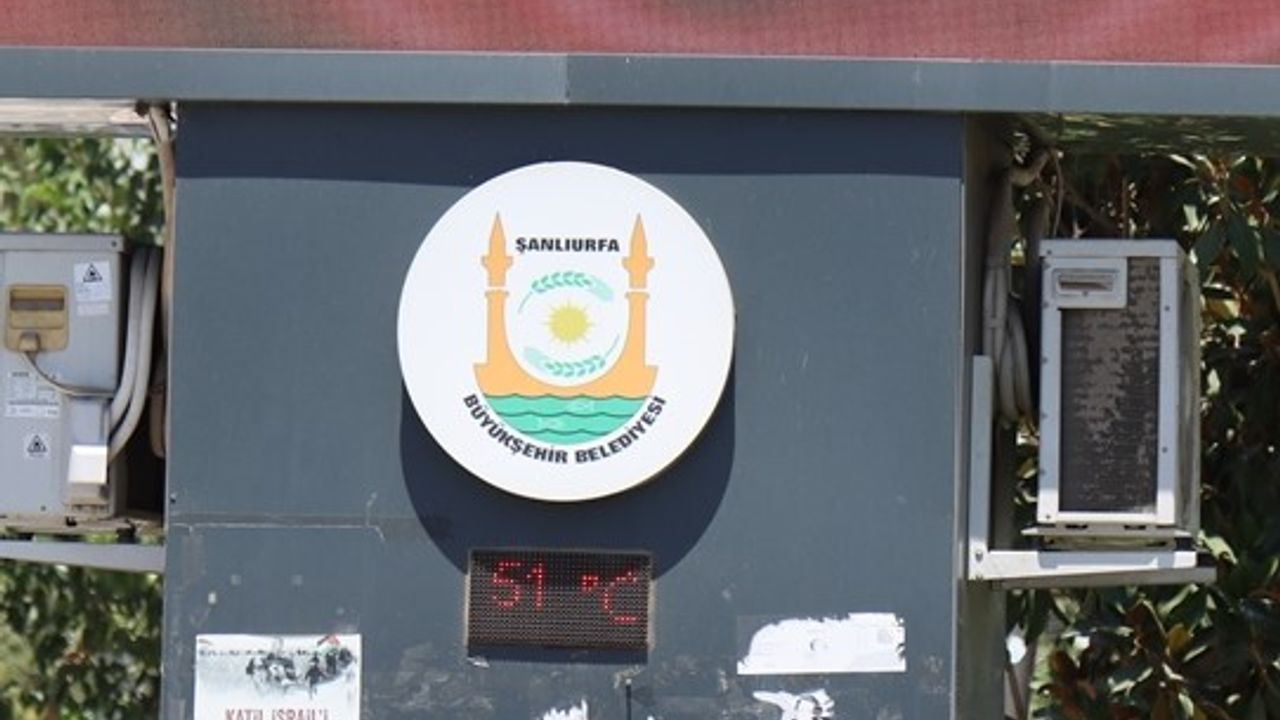 ŞANLIURFA
BÜYÜKŞEHİR BELEDİYESİ
51 °C
KATİL İSRAİL'İ